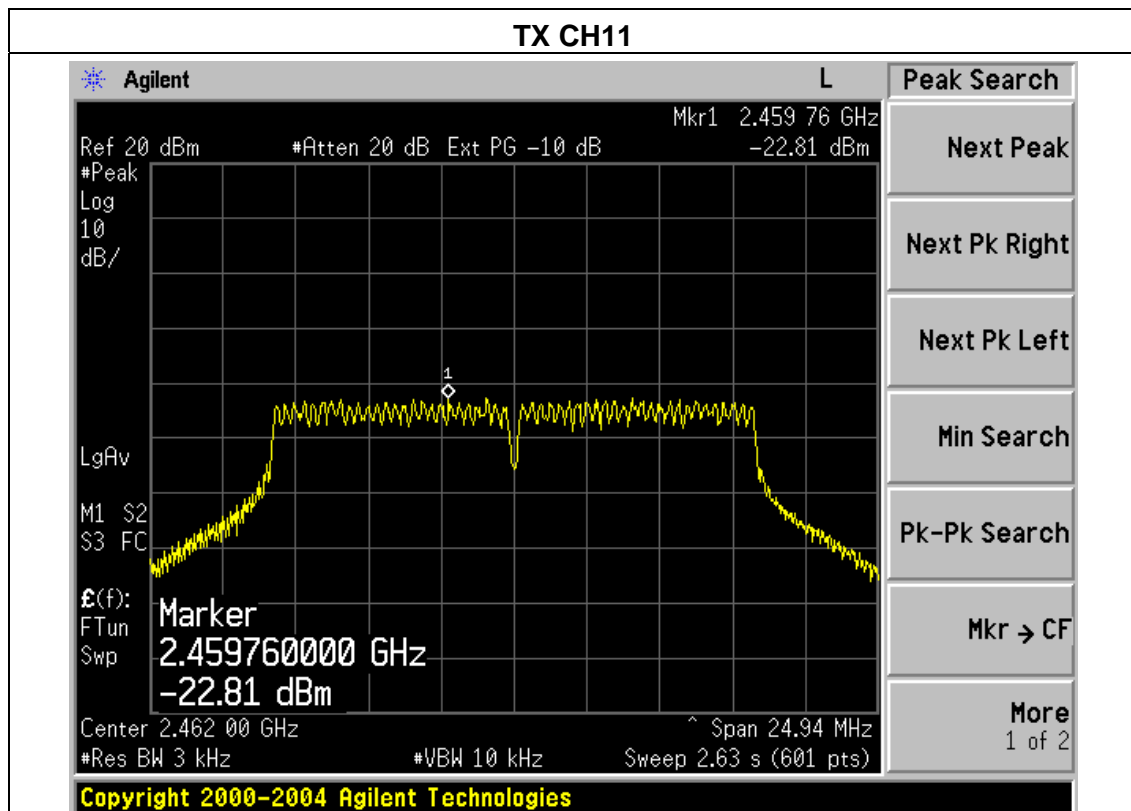 TX CH11
Agilent L Peak Search
Mkr1 2.459 76 GHz
Ref 20 dBm #Atten 20 dB Ext PG -10 dB -22.81 dBm
#Peak
Log
10
dB/
1
LgAv
M1 S2
S3 FC
£(f):
FTun
Swp
Marker
2.459760000 GHz
-22.81 dBm
Center 2.462 00 GHz ^ Span 24.94 MHz
#Res BW 3 kHz #VBW 10 kHz Sweep 2.63 s (601 pts)
Next Peak
Next Pk Right
Next Pk Left
Min Search
Pk-Pk Search
Mkr → CF
More
1 of 2
Copyright 2000-2004 Agilent Technologies